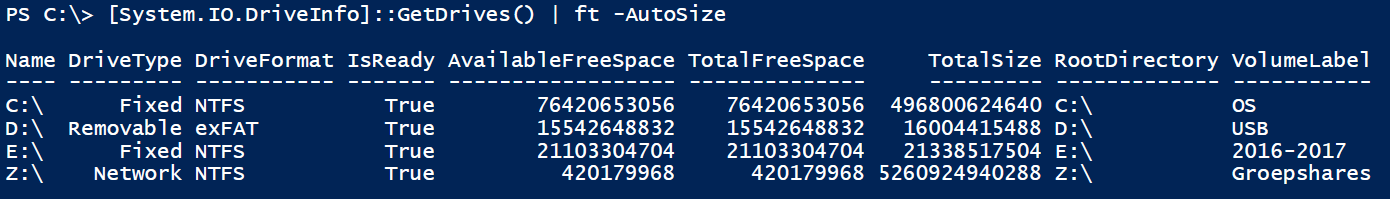 PS C:\> [System.IO.DriveInfo]::GetDrives() | ft -AutoSize
Name DriveType DriveFormat IsReady AvailableFreeSpace TotalFreeSpace TotalSize RootDirectory VolumeLabel
---- --------- ----------- ------- ------------------ -------------- --------- ------------- -----------
C:\ Fixed NTFS True 76420653056 76420653056 496800624640 C:\ OS
D:\ Removable exFAT True 15542648832 15542648832 16004415488 D:\ USB
E:\ Fixed NTFS True 21103304704 21103304704 21338517504 E:\ 2016-2017
Z:\ Network NTFS True 420179968 420179968 5260924940288 Z:\ Groepshares